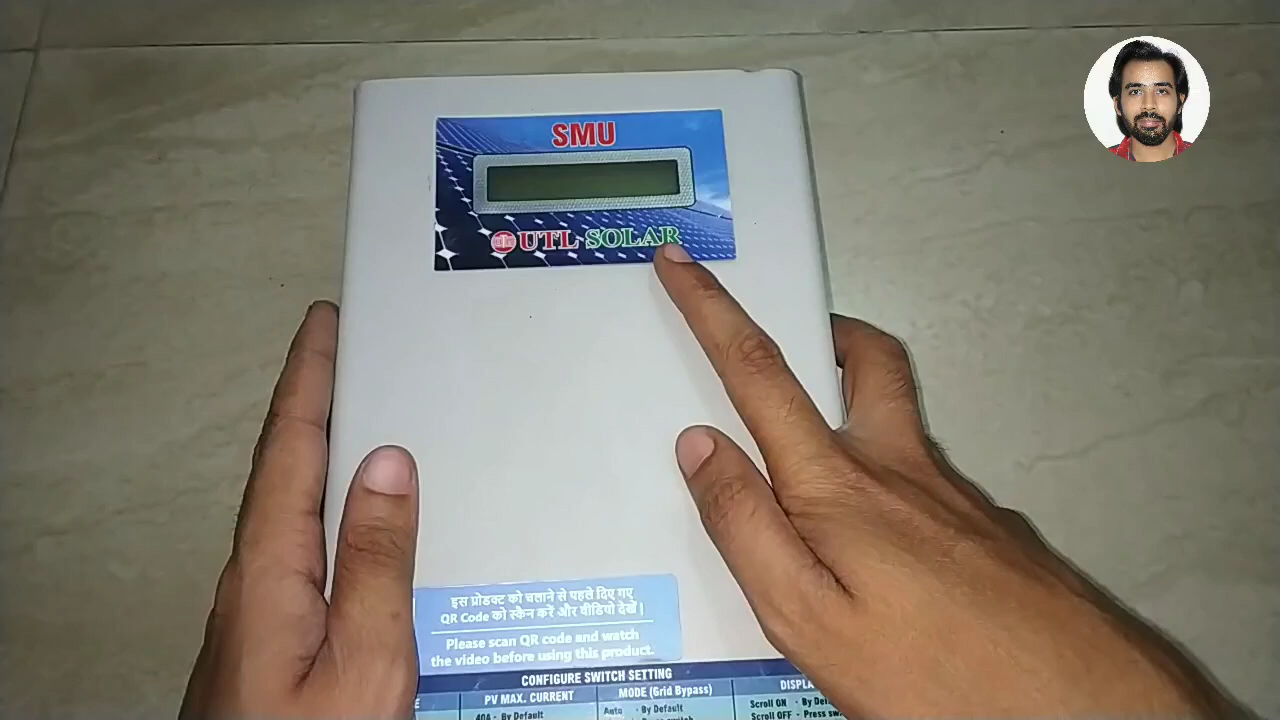 SMU
UTL SOLAR
इस प्रोडक्ट को चलाने से पहले दिए गए
QR Code को स्कैन करें और वीडियो देखें |
Please scan QR code and watch
the video before using this product.
CONFIGURE SWITCH SETTING
PV MAX. CURRENT
MODE (Grid Bypass)
40A - By Default
Auto - By Default
Scroll ON - By
Scroll OFF - Press